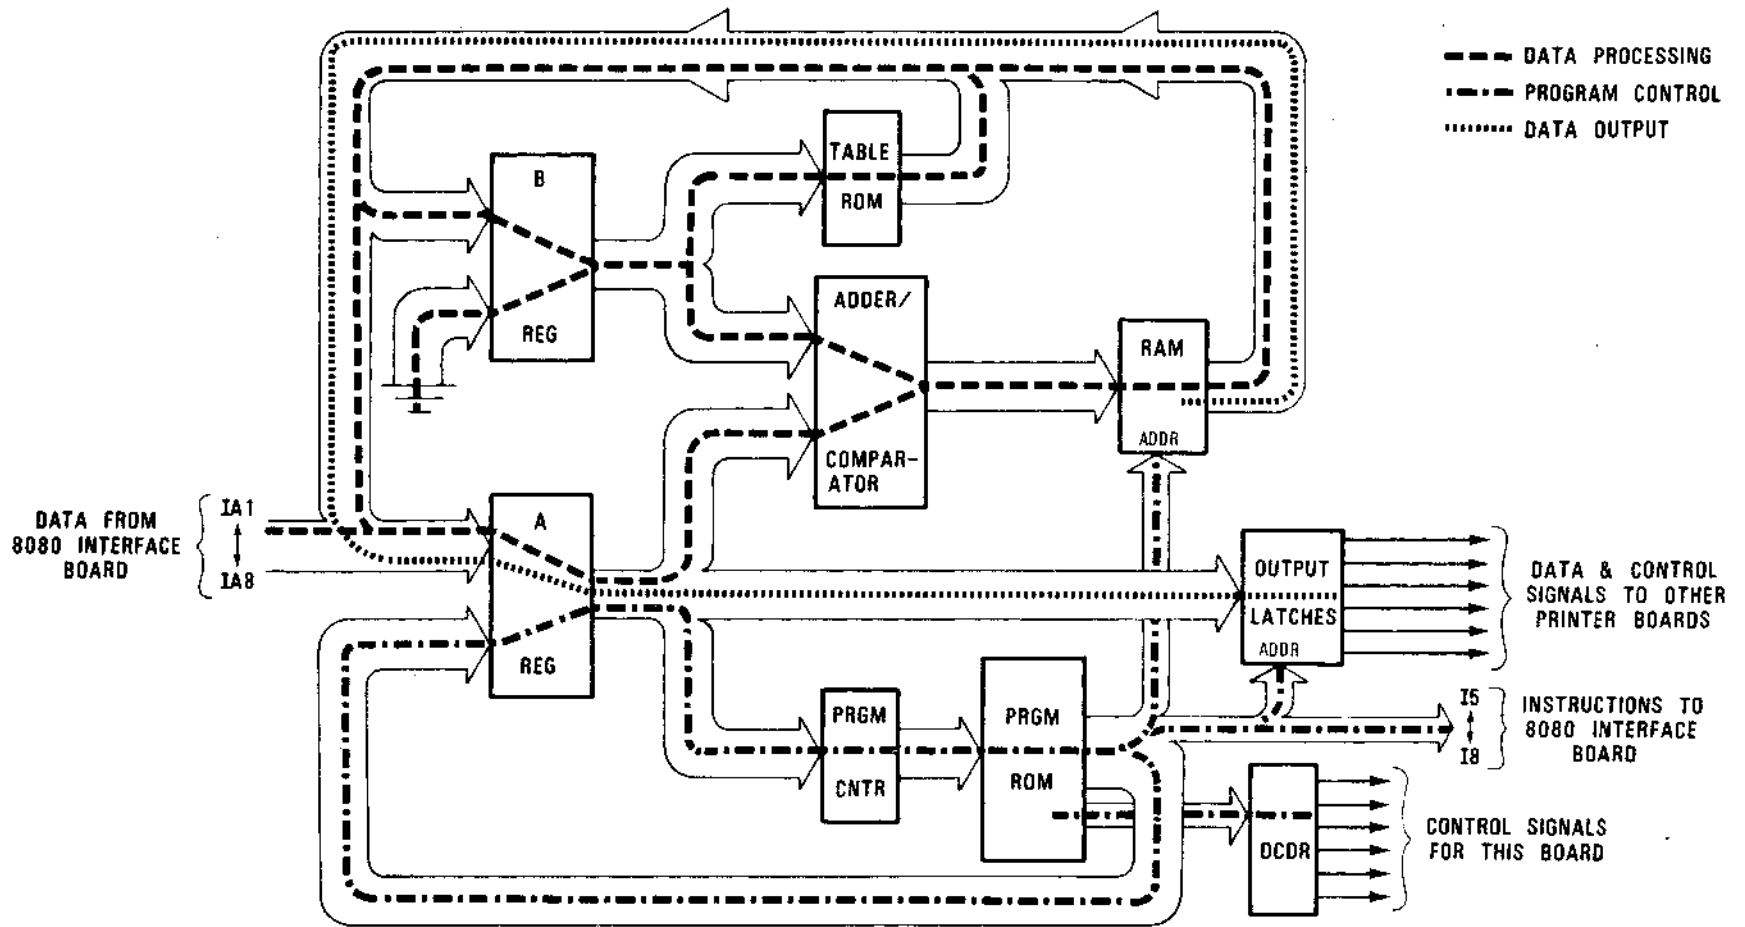 DATA PROCESSING
PROGRAM CONTROL
DATA OUTPUT
B
REG
TABLE
ROM
ADDER/
COMPAR-
ATOR
RAM
ADDR
DATA FROM
8080 INTERFACE
BOARD
IA1
IA8
A
REG
OUTPUT
LATCHES
ADDR
DATA & CONTROL
SIGNALS TO OTHER
PRINTER BOARDS
PRGM
CNTR
PRGM
ROM
I5
I8
INSTRUCTIONS TO
8080 INTERFACE
BOARD
DCDR
CONTROL SIGNALS
FOR THIS BOARD